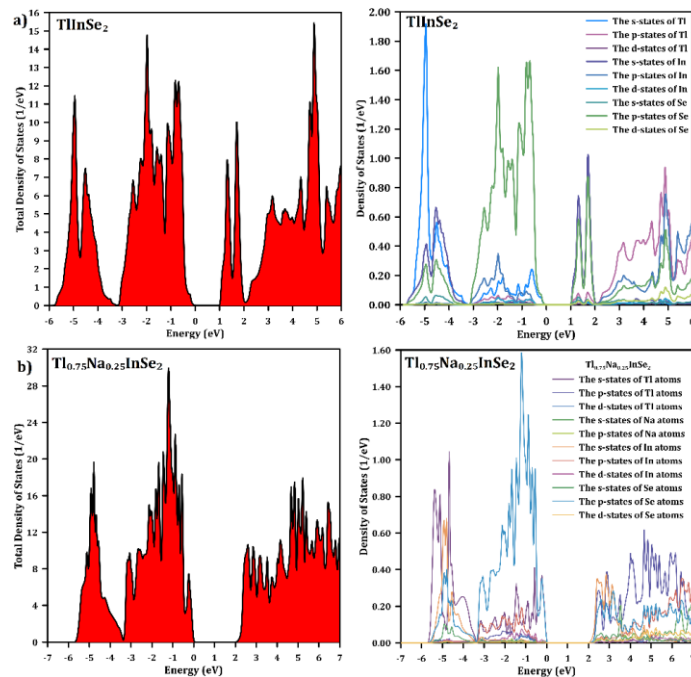 a)
TlInSe2
Total Density of States (1/eV)
16
15
14
13
12
11
10
9
8
7
6
5
4
3
2
1
0
-6 -5 -4 -3 -2 -1 0 1 2 3 4 5 6
Energy (eV)
TlInSe2
Density of States (1/eV)
2.00
1.60
1.20
0.80
0.40
0.00
-6 -5 -4 -3 -2 -1 0 1 2 3 4 5 6
Energy (eV)
The s-states of Tl
The p-states of Tl
The d-states of Tl
The s-states of In
The p-states of In
The d-states of In
The s-states of Se
The p-states of Se
The d-states of Se
b)
Tl0.75Na0.25InSe2
Total Density of States (1/eV)
32
28
24
20
16
12
8
4
0
-7 -6 -5 -4 -3 -2 -1 0 1 2 3 4 5 6 7
Energy (eV)
Tl0.75Na0.25InSe2
Density of States (1/eV)
1.60
1.40
1.20
1.00
0.80
0.60
0.40
0.20
0.00
-7 -6 -5 -4 -3 -2 -1 0 1 2 3 4 5 6 7
Energy (eV)
Tl0.75Na0.25InSe2
The s-states of Tl atoms
The p-states of Tl atoms
The d-states of Tl atoms
The s-states of Na atoms
The p-states of Na atoms
The s-states of In atoms
The p-states of In atoms
The d-states of In atoms
The s-states of Se atoms
The p-states of Se atoms
The d-states of Se atoms